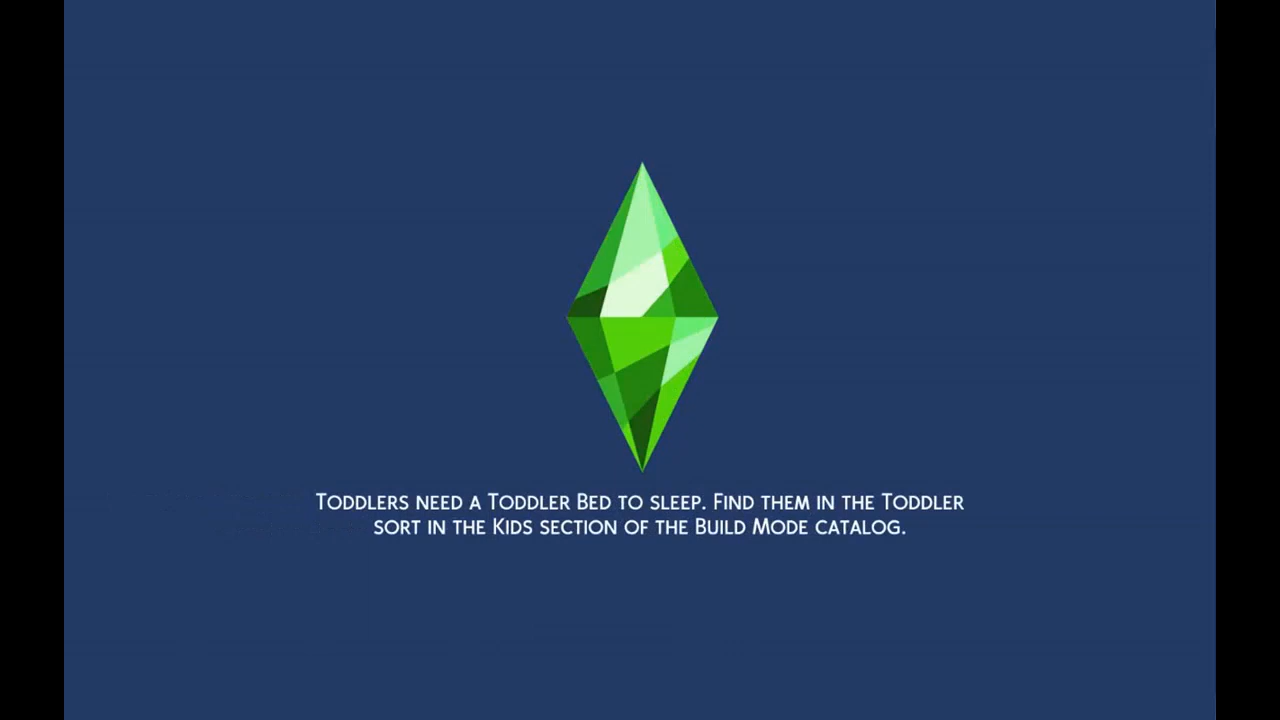 Toddlers need a Toddler Bed to sleep. Find them in the Toddler
sort in the Kids section of the Build Mode catalog.